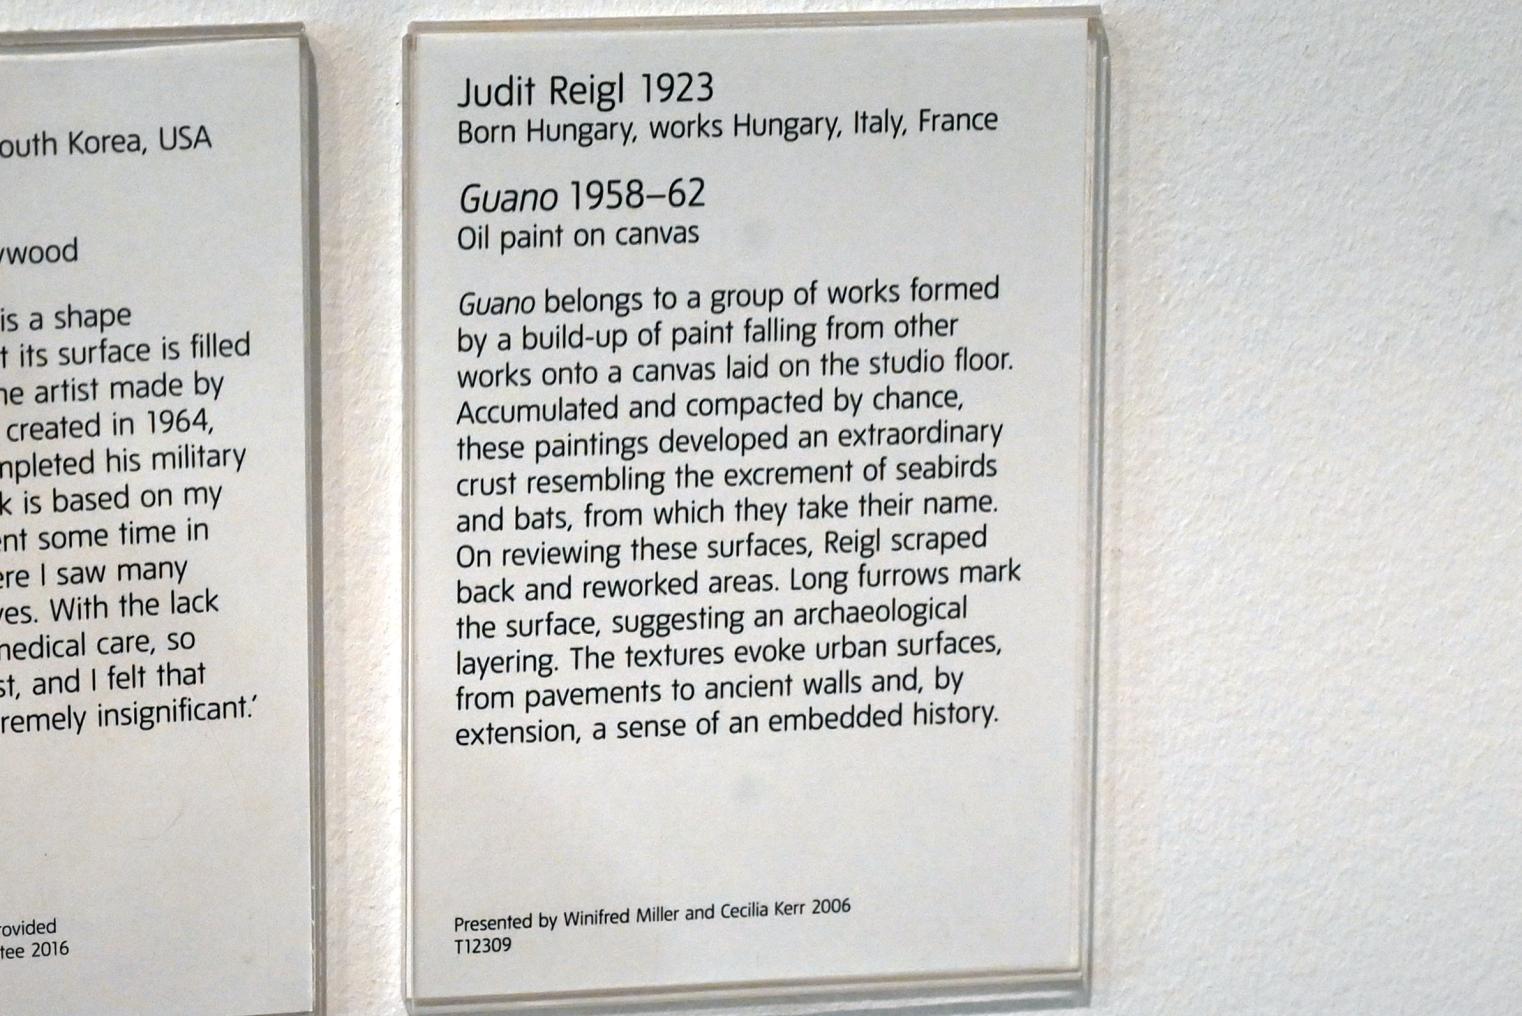 outh Korea, USA
wood
is a shape
t its surface is filled
ne artist made by
created in 1964,
mpleted his military
k is based on my
ent some time in
ere I saw many
ves. With the lack
medical care, so
st, and I felt that
remely insignificant.’
rovided
tee 2016
Judit Reigl 1923
Born Hungary, works Hungary, Italy, France
Guano 1958–62
Oil paint on canvas
Guano belongs to a group of works formed
by a build-up of paint falling from other
works onto a canvas laid on the studio floor.
Accumulated and compacted by chance,
these paintings developed an extraordinary
crust resembling the excrement of seabirds
and bats, from which they take their name.
On reviewing these surfaces, Reigl scraped
back and reworked areas. Long furrows mark
the surface, suggesting an archaeological
layering. The textures evoke urban surfaces,
from pavements to ancient walls and, by
extension, a sense of an embedded history.
Presented by Winifred Miller and Cecilia Kerr 2006
T12309